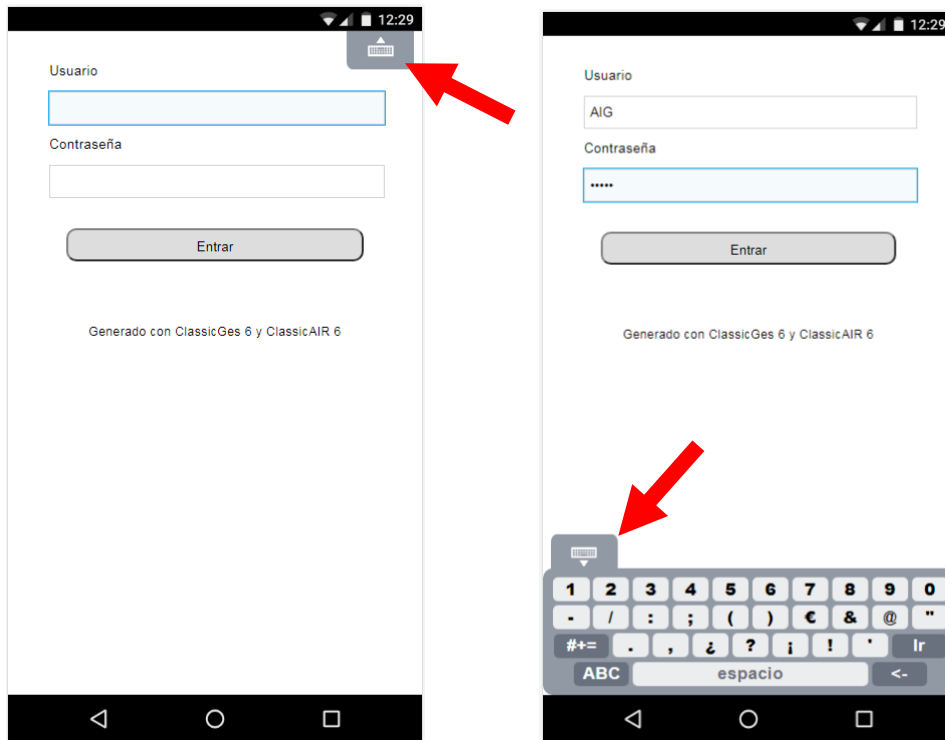 12:29
Usuario
Contraseña
Entrar
Generado con ClassicGes 6 y ClassicAIR 6
12:29
Usuario
AIG
Contraseña
•••••
Entrar
Generado con ClassicGes 6 y ClassicAIR 6
1 2 3 4 5 6 7 8 9 0
- / : ; ( ) € & @ "
#+= . , ¿ ? ¡ ! ' Ir
ABC espacio <-